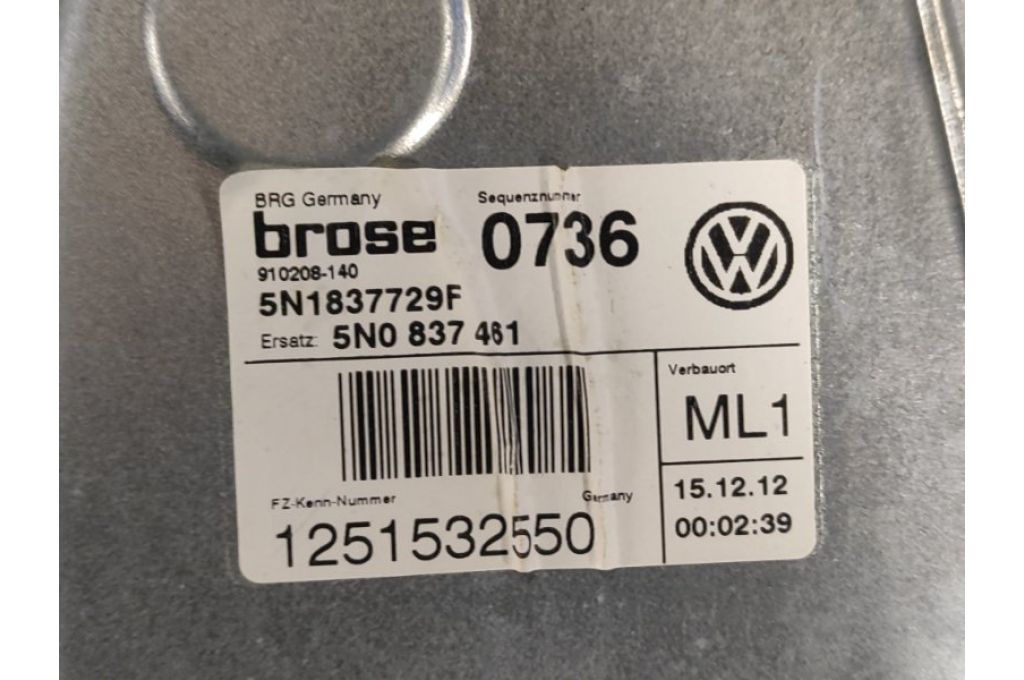 BRG Germany
Sequenznummer
brose 0736
910208-140
5N1837729F
Ersatz: 5N0 837 461
Verbauort
ML1
FZ-Kenn-Nummer
Germany
1251532550
15.12.12
00:02:39